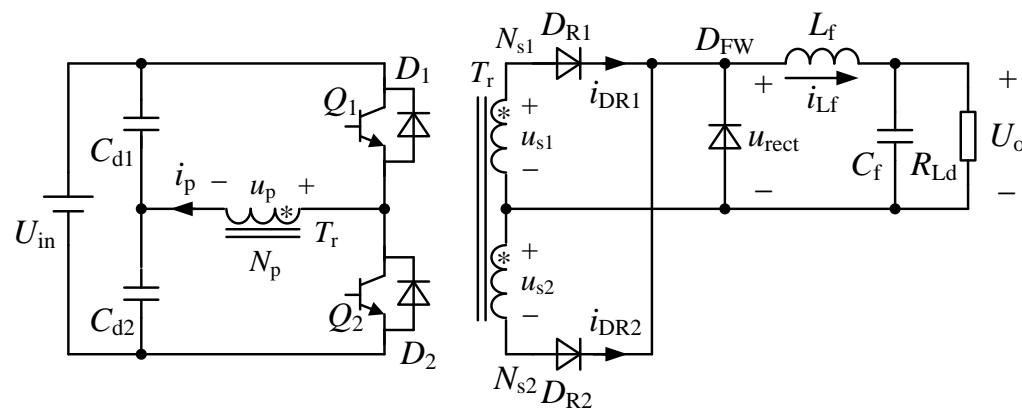 D_R1
L_f
N_s1
D_FW
D_1
T_r
+
i_DR1
i_Lf
+
Q_1
*
+
C_d1
u_s1
u_rect
U_o
i_p
−
u_p
+
−
C_f
R_Ld
−
−
*
U_in
T_r
N_p
*
+
u_s2
C_d2
Q_2
−
i_DR2
D_2
N_s2
D_R2